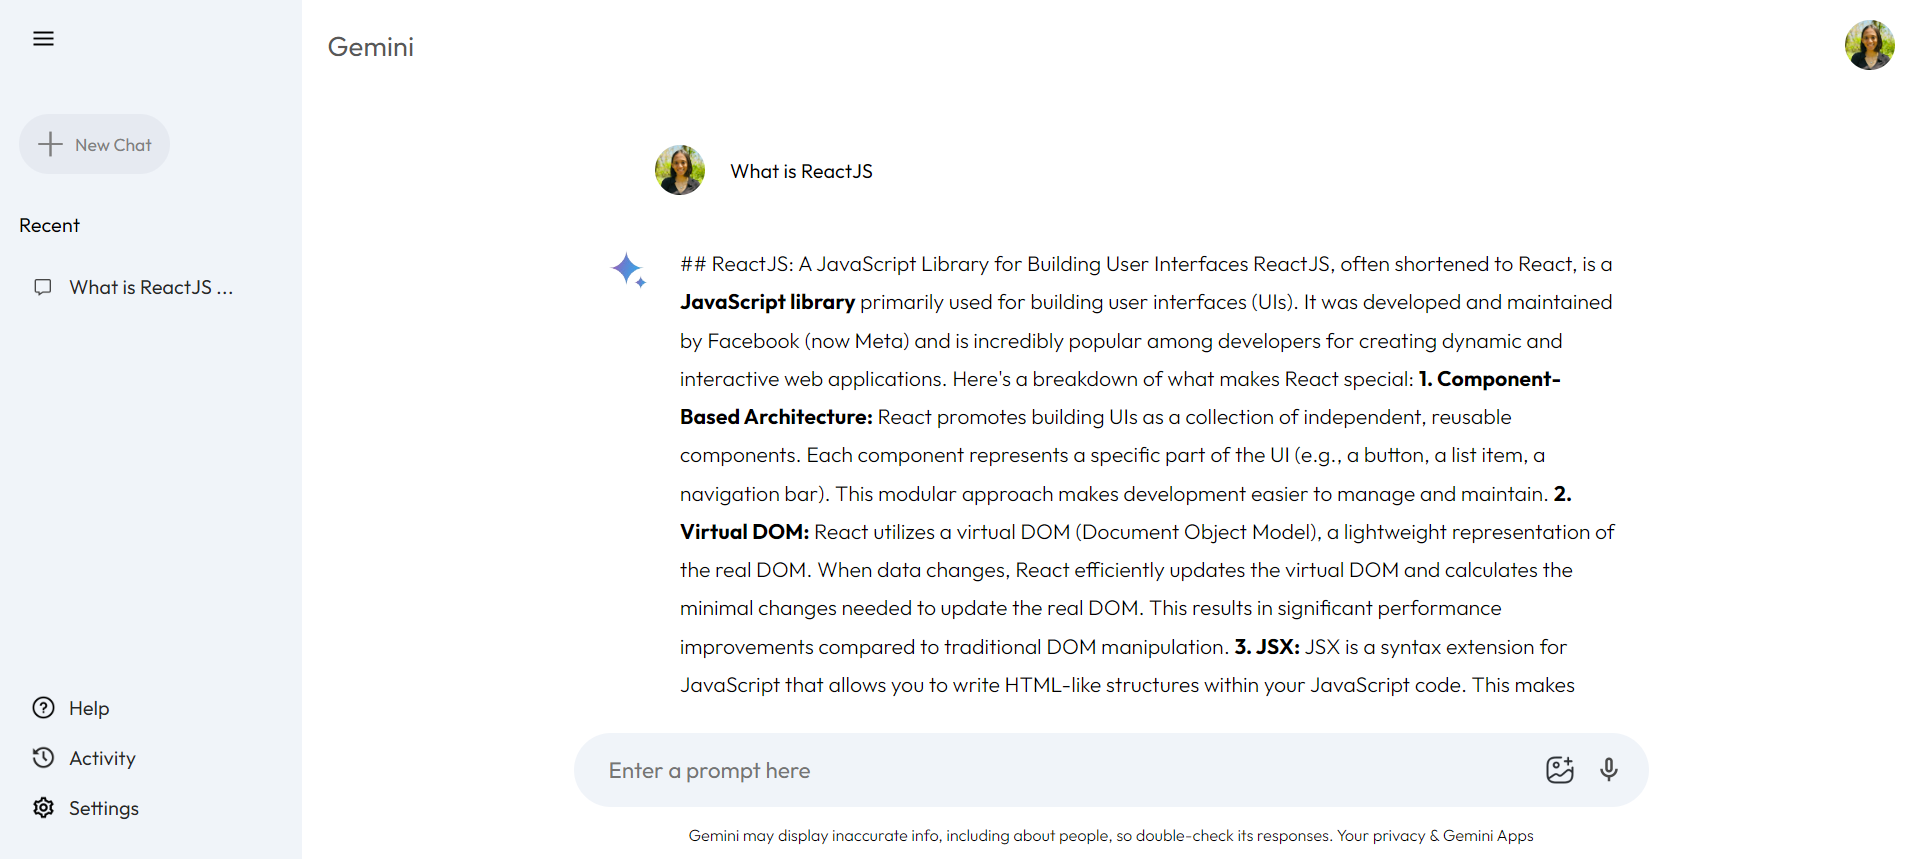 Gemini
New Chat
Recent
What is ReactJS ...
Help
Activity
Settings
What is ReactJS
## ReactJS: A JavaScript Library for Building User Interfaces ReactJS, often shortened to React, is a
JavaScript library primarily used for building user interfaces (UIs). It was developed and maintained
by Facebook (now Meta) and is incredibly popular among developers for creating dynamic and
interactive web applications. Here's a breakdown of what makes React special: 1. Component-
Based Architecture: React promotes building UIs as a collection of independent, reusable
components. Each component represents a specific part of the UI (e.g., a button, a list item, a
navigation bar). This modular approach makes development easier to manage and maintain. 2.
Virtual DOM: React utilizes a virtual DOM (Document Object Model), a lightweight representation of
the real DOM. When data changes, React efficiently updates the virtual DOM and calculates the
minimal changes needed to update the real DOM. This results in significant performance
improvements compared to traditional DOM manipulation. 3. JSX: JSX is a syntax extension for
JavaScript that allows you to write HTML-like structures within your JavaScript code. This makes
Enter a prompt here
Gemini may display inaccurate info, including about people, so double-check its responses. Your privacy & Gemini Apps